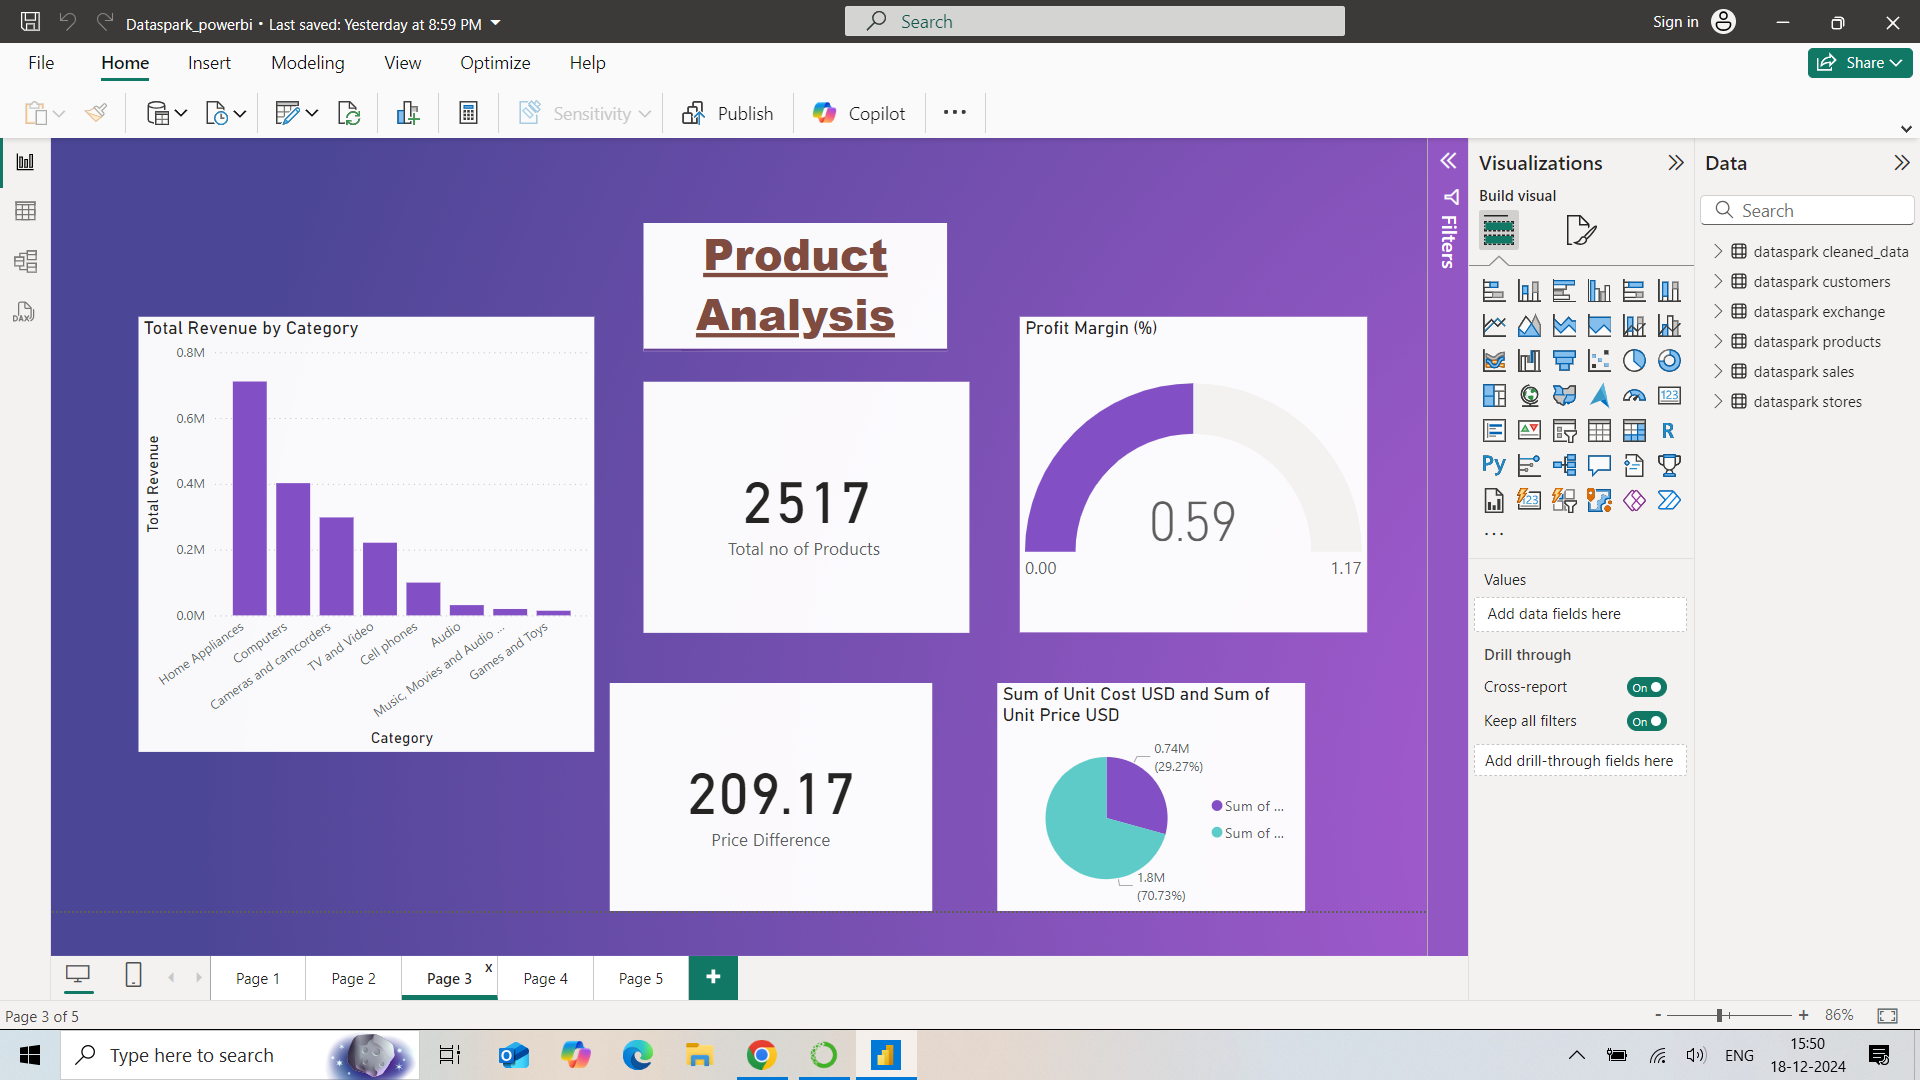 Dataspark_powerbi • Last saved: Yesterday at 8:59 PM
Search
Sign in
File
Home
Insert
Modeling
View
Optimize
Help
Share
Sensitivity
Publish
Copilot
Product
Analysis
Total Revenue by Category
0.8M
0.6M
0.4M
0.2M
0.0M
Total Revenue
Home Appliances
Computers
Cameras and camcorders
TV and Video
Cell phones
Audio
Music, Movies and Audio ...
Games and Toys
Category
2517
Total no of Products
Profit Margin (%)
0.59
0.00
1.17
209.17
Price Difference
Sum of Unit Cost USD and Sum of
Unit Price USD
0.74M
(29.27%)
Sum of ...
Sum of ...
1.8M
(70.73%)
Filters
Visualizations
Build visual
123
R
Py
123
Values
Add data fields here
Drill through
Cross-report
On
Keep all filters
On
Add drill-through fields here
Data
Search
dataspark cleaned_data
dataspark customers
dataspark exchange
dataspark products
dataspark sales
dataspark stores
DAX
Page 1
Page 2
Page 3
x
Page 4
Page 5
+
Page 3 of 5
- + 86%
Type here to search
ENG
15:50
18-12-2024